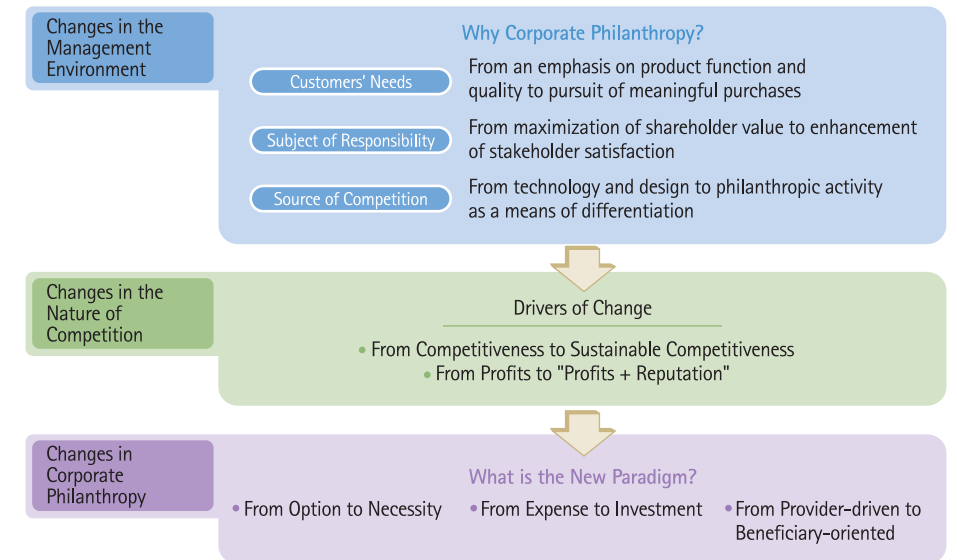 Changes in the
Management
Environment
Why Corporate Philanthropy?
Customers' Needs
From an emphasis on product function and
quality to pursuit of meaningful purchases
Subject of Responsibility
From maximization of shareholder value to enhancement
of stakeholder satisfaction
Source of Competition
From technology and design to philanthropic activity
as a means of differentiation
Changes in the
Nature of
Competition
Drivers of Change
• From Competitiveness to Sustainable Competitiveness
• From Profits to "Profits + Reputation"
Changes in
Corporate
Philanthropy
What is the New Paradigm?
• From Option to Necessity
• From Expense to Investment
• From Provider-driven to
Beneficiary-oriented